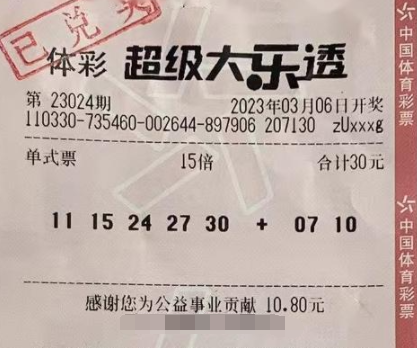 已兑奖
体彩 超级大乐透
第 23024期 2023年03月06日开奖
110330-735460-002644-897906 207130 zUxxxg
单式票 15倍 合计30元
11 15 24 27 30 + 07 10
感谢您为公益事业贡献 10.80元
中国体育彩票
中国体育彩票